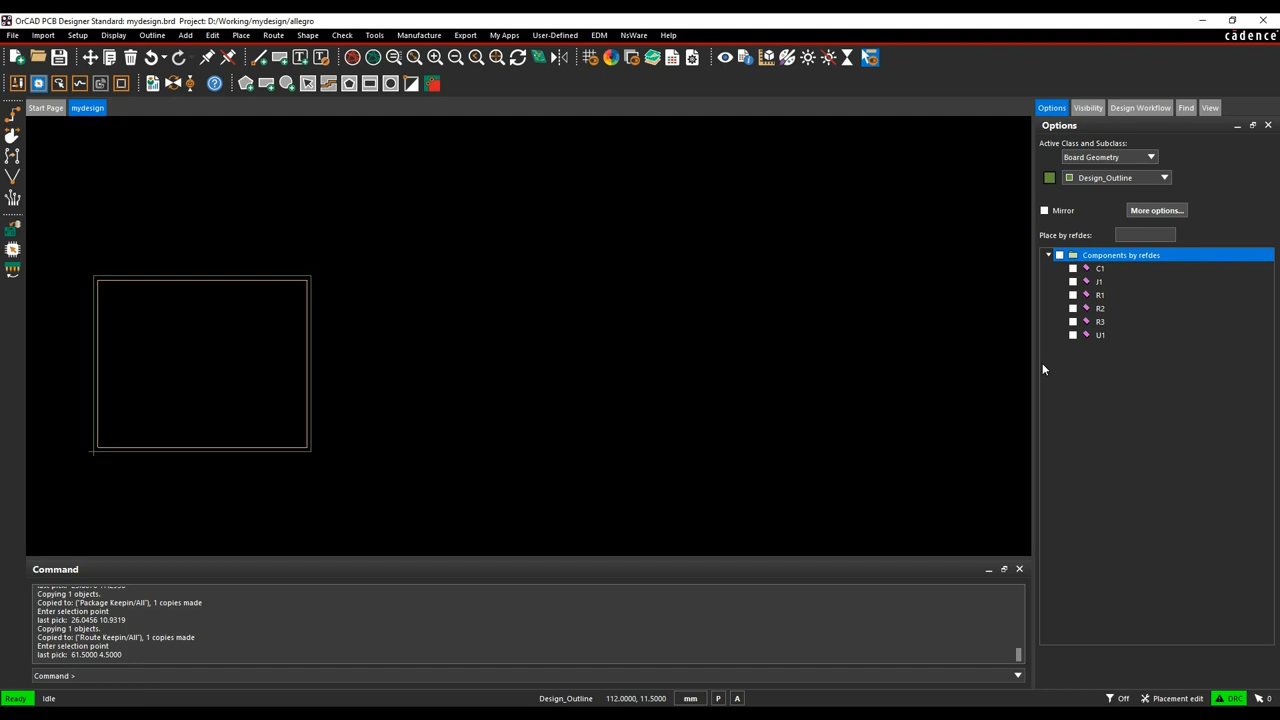 OrCAD PCB Designer Standard: mydesign.brd  Project: D:/Working/mydesign/allegro
File Import Setup Display Outline Add Edit Place Route Shape Check Tools Manufacture Export My Apps User-Defined EDM NsWare Help
cādence
Start Page mydesign
Options Visibility Design Workflow Find View
Options
Active Class and Subclass:
Board Geometry
Design_Outline
Mirror More options...
Place by refdes:
Components by refdes
C1
J1
R1
R2
R3
U1
Command
Copying 1 objects.
Copied to: {'Package Keepin/All'}, 1 copies made
Enter selection point
last pick:  26.0456 10.9319
Copying 1 objects.
Copied to: {'Route Keepin/All'}, 1 copies made
Enter selection point
last pick:  61.5000 4.5000
Command >
Ready Idle Design_Outline 112.0000, 11.5000 mm P A Off Placement edit DRC 0